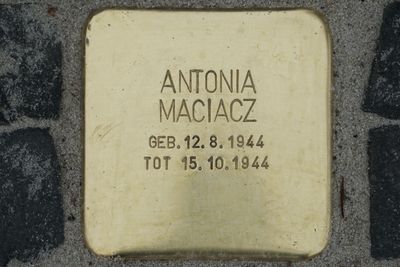 ANTONIA
MACIACZ
GEB. 12. 8. 1944
TOT 15. 10. 1944